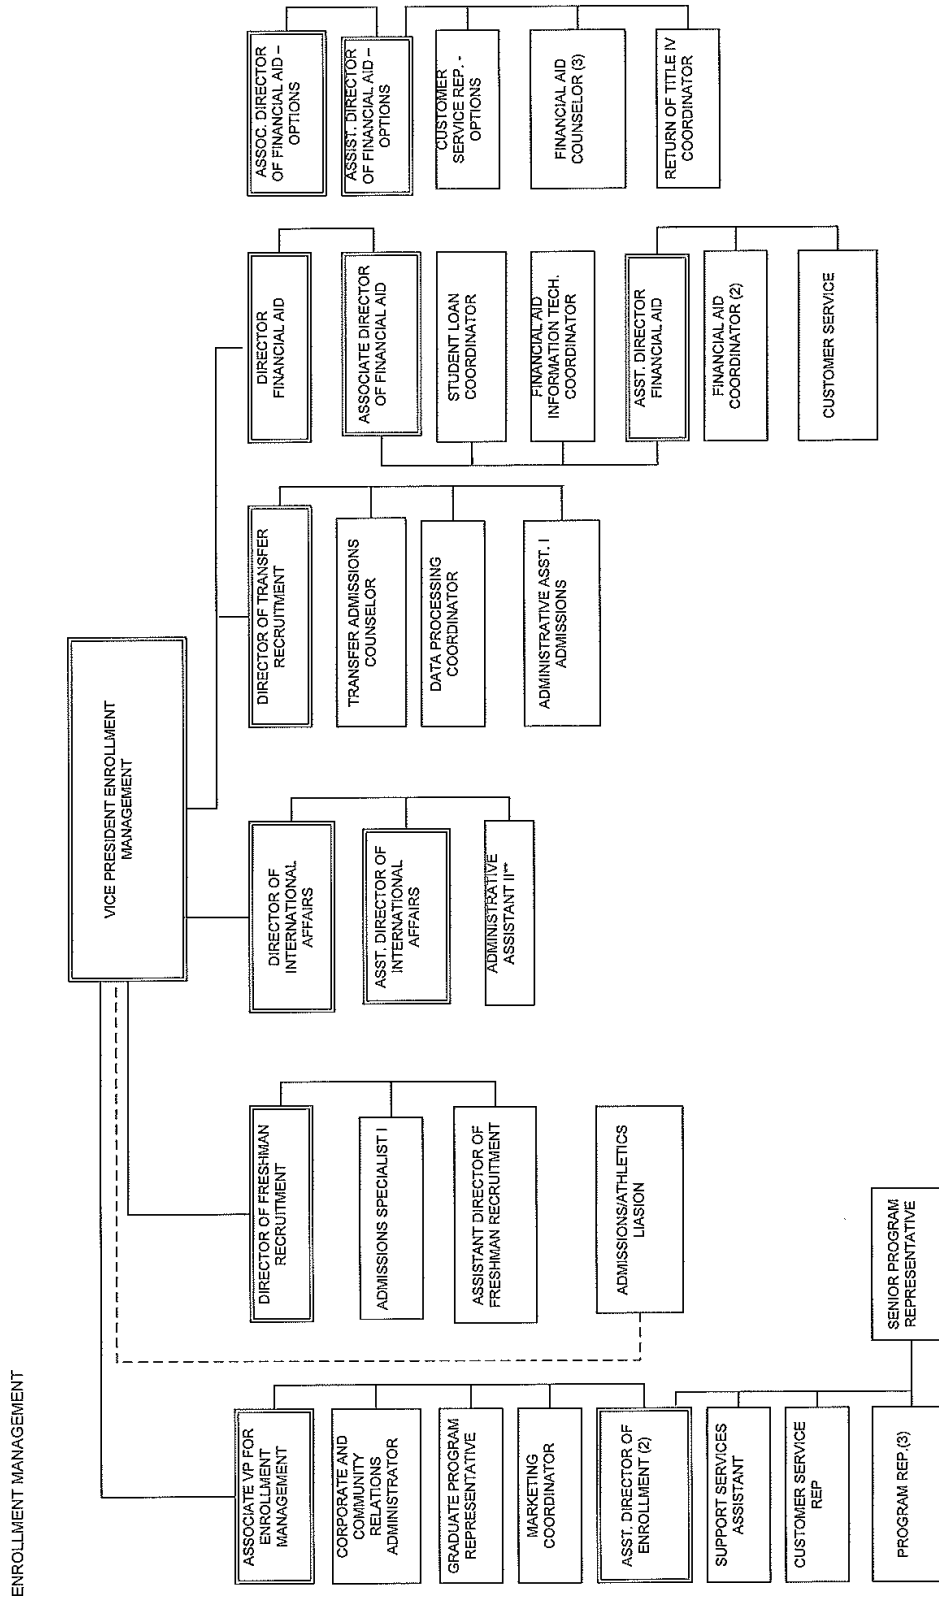 ENROLLMENT MANAGEMENT
VICE PRESIDENT ENROLLMENT
MANAGEMENT
ASSOCIATE VP FOR
ENROLLMENT
MANAGEMENT
CORPORATE AND
COMMUNITY
RELATIONS
ADMINISTRATOR
GRADUATE PROGRAM
REPRESENTATIVE
MARKETING
COORDINATOR
ASST. DIRECTOR OF
ENROLLMENT (2)
SUPPORT SERVICES
ASSISTANT
CUSTOMER SERVICE
REP
PROGRAM REP.(3)
SENIOR PROGRAM
REPRESENTATIVE
DIRECTOR OF FRESHMAN
RECRUITMENT
ADMISSIONS SPECIALIST I
ASSISTANT DIRECTOR OF
FRESHMAN RECRUITMENT
ADMISSIONS/ATHLETICS
LIASION
DIRECTOR OF
INTERNATIONAL
AFFAIRS
ASST. DIRECTOR OF
INTERNATIONAL
AFFAIRS
ADMINISTRATIVE
ASSISTANT II**
DIRECTOR OF TRANSFER
RECRUITMENT
TRANSFER ADMISSIONS
COUNSELOR
DATA PROCESSING
COORDINATOR
ADMINISTRATIVE ASST. I
ADMISSIONS
DIRECTOR
FINANCIAL AID
ASSOCIATE DIRECTOR
OF FINANCIAL AID
STUDENT LOAN
COORDINATOR
FINANCIAL AID
INFORMATION TECH.
COORDINATOR
ASST. DIRECTOR
FINANCIAL AID
FINANCIAL AID
COORDINATOR (2)
CUSTOMER SERVICE
ASSOC. DIRECTOR
OF FINANCIAL AID –
OPTIONS
ASSIST. DIRECTOR
OF FINANCIAL AID –
OPTIONS
CUSTOMER
SERVICE REP. -
OPTIONS
FINANCIAL AID
COUNSELOR (3)
RETURN OF TITLE IV
COORDINATOR